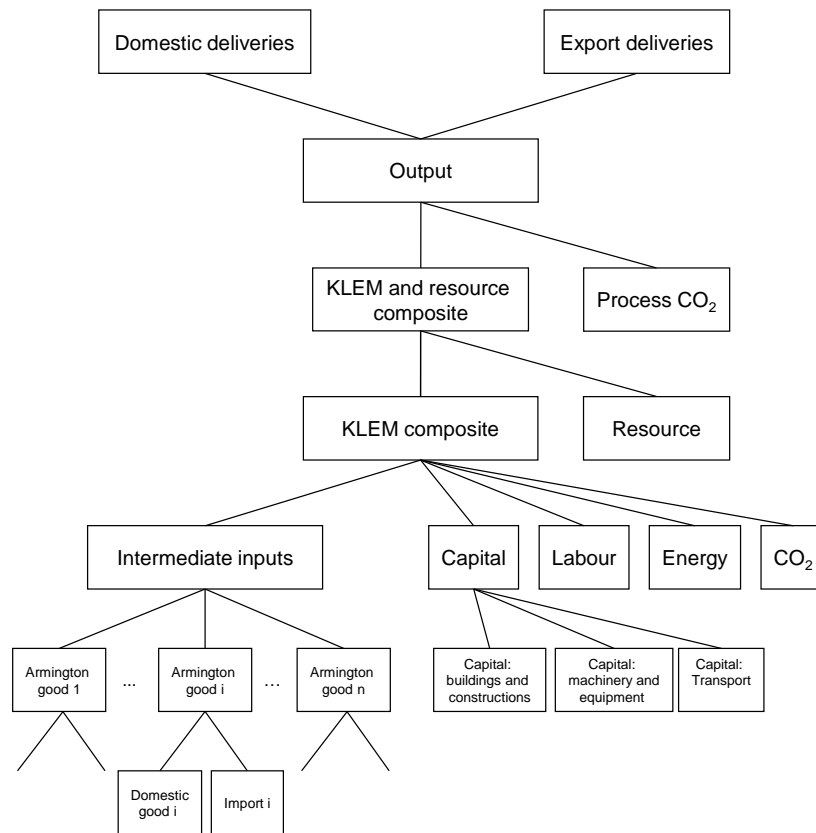 Domestic deliveries
Export deliveries
Output
KLEM and resource
composite
Process CO₂
KLEM composite
Resource
Intermediate inputs
Capital
Labour
Energy
CO₂
Armington
good 1
...
Armington
good i
...
Armington
good n
Capital:
buildings and
constructions
Capital:
machinery and
equipment
Capital:
Transport
Domestic
good i
Import i